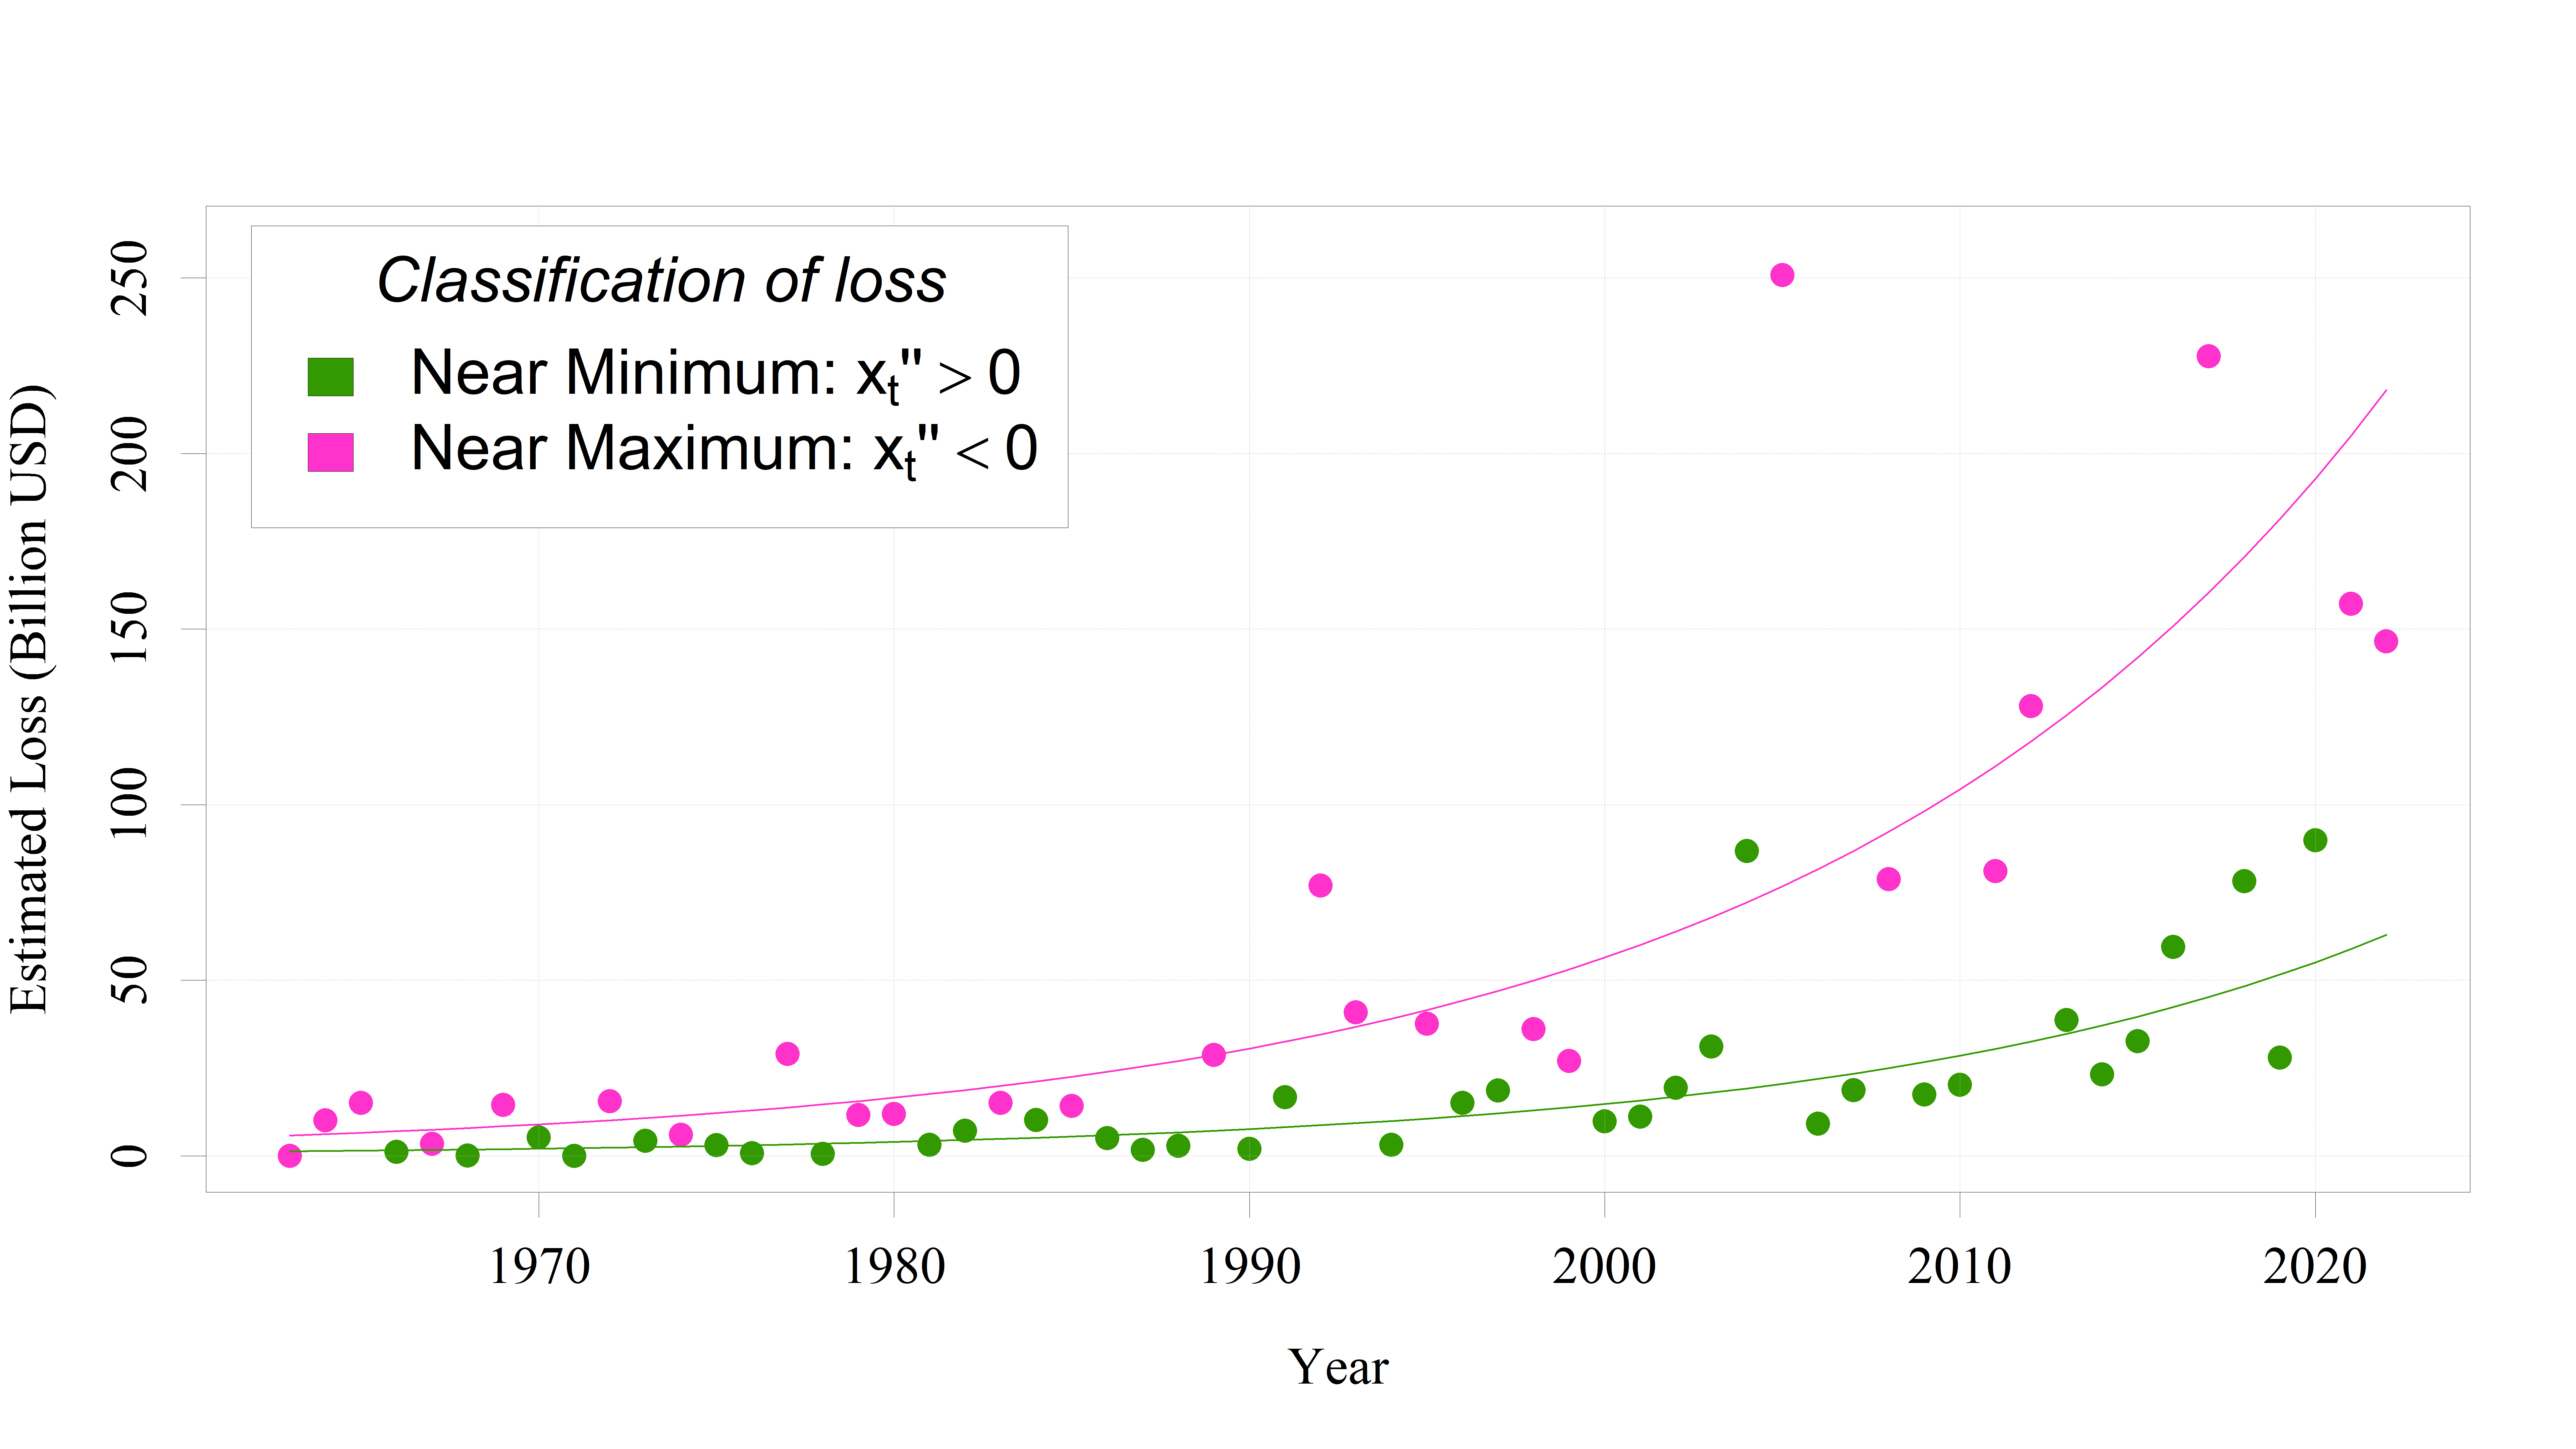 Classification of loss
Near Minimum: xₜ" > 0
Near Maximum: xₜ" < 0
Estimated Loss (Billion USD)
250
200
150
100
50
0
1970 1980 1990 2000 2010 2020
Year